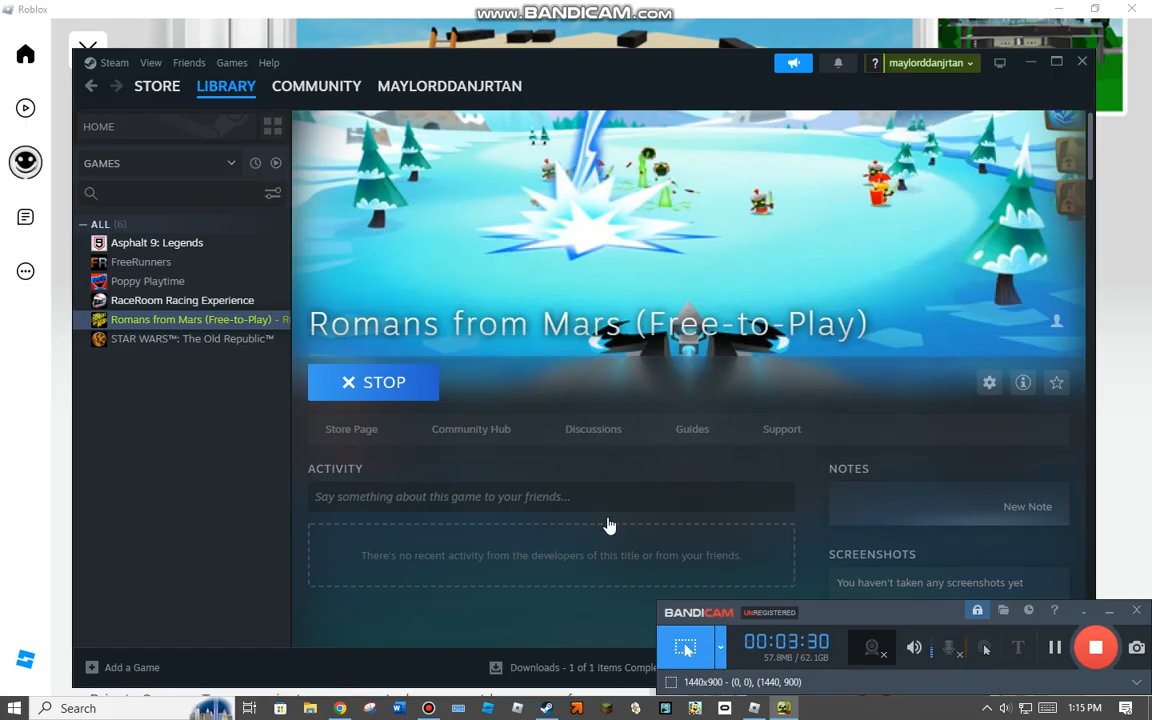 Roblox
WWW.BANDICAM.COM
Steam View Friends Games Help
? maylorddanjrtan
STORE LIBRARY COMMUNITY MAYLORDDANJRTAN
HOME
GAMES
ALL (6)
Asphalt 9: Legends
FreeRunners
Poppy Playtime
RaceRoom Racing Experience
Romans from Mars (Free-to-Play) - R
STAR WARS™: The Old Republic™
Romans from Mars (Free-to-Play)
STOP
Store Page Community Hub Discussions Guides Support
ACTIVITY
Say something about this game to your friends...
There's no recent activity from the developers of this title or from your friends.
NOTES
New Note
SCREENSHOTS
You haven't taken any screenshots yet
BANDICAM UNREGISTERED
00:03:30
57.8MB / 62.1GB
1440x900 - (0, 0), (1440, 900)
Add a Game
Downloads - 1 of 1 Items Comple
Search
1:15 PM